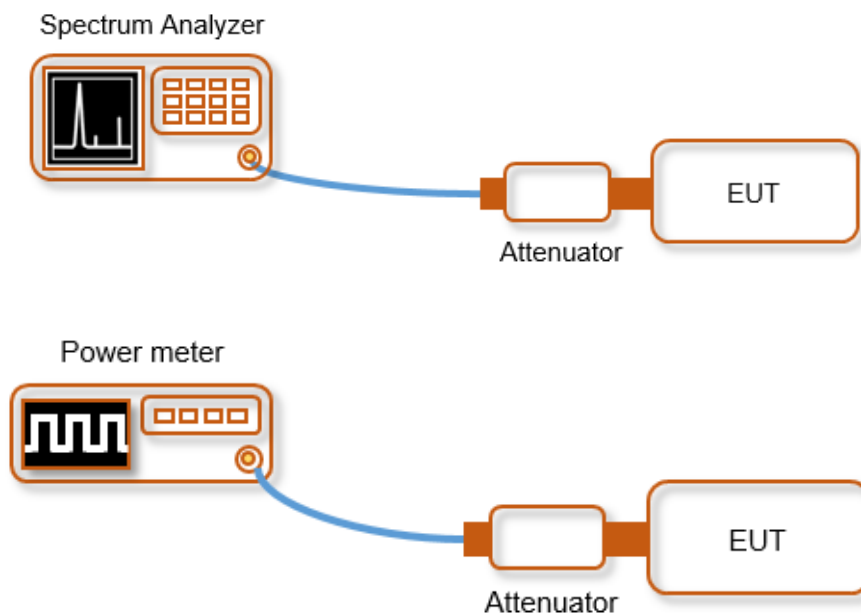 Spectrum Analyzer
EUT
Attenuator
Power meter
EUT
Attenuator